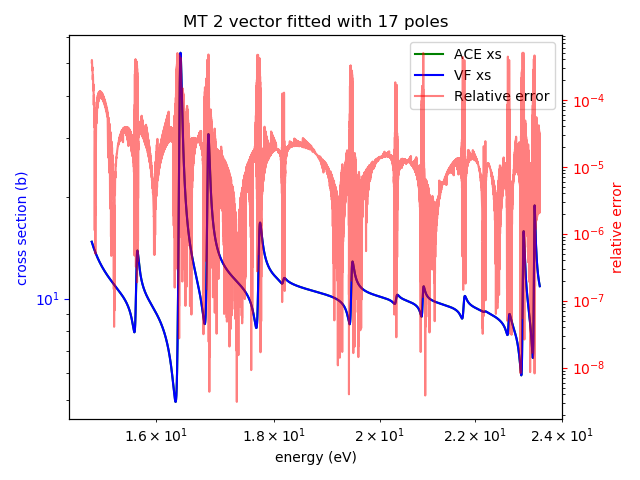 MT 2 vector fitted with 17 poles
ACE xs
VF xs
Relative error
cross section (b)
10¹
relative error
10⁻⁴
10⁻⁵
10⁻⁶
10⁻⁷
10⁻⁸
1.6 × 10¹ 1.8 × 10¹ 2 × 10¹ 2.2 × 10¹ 2.4 × 10¹
energy (eV)